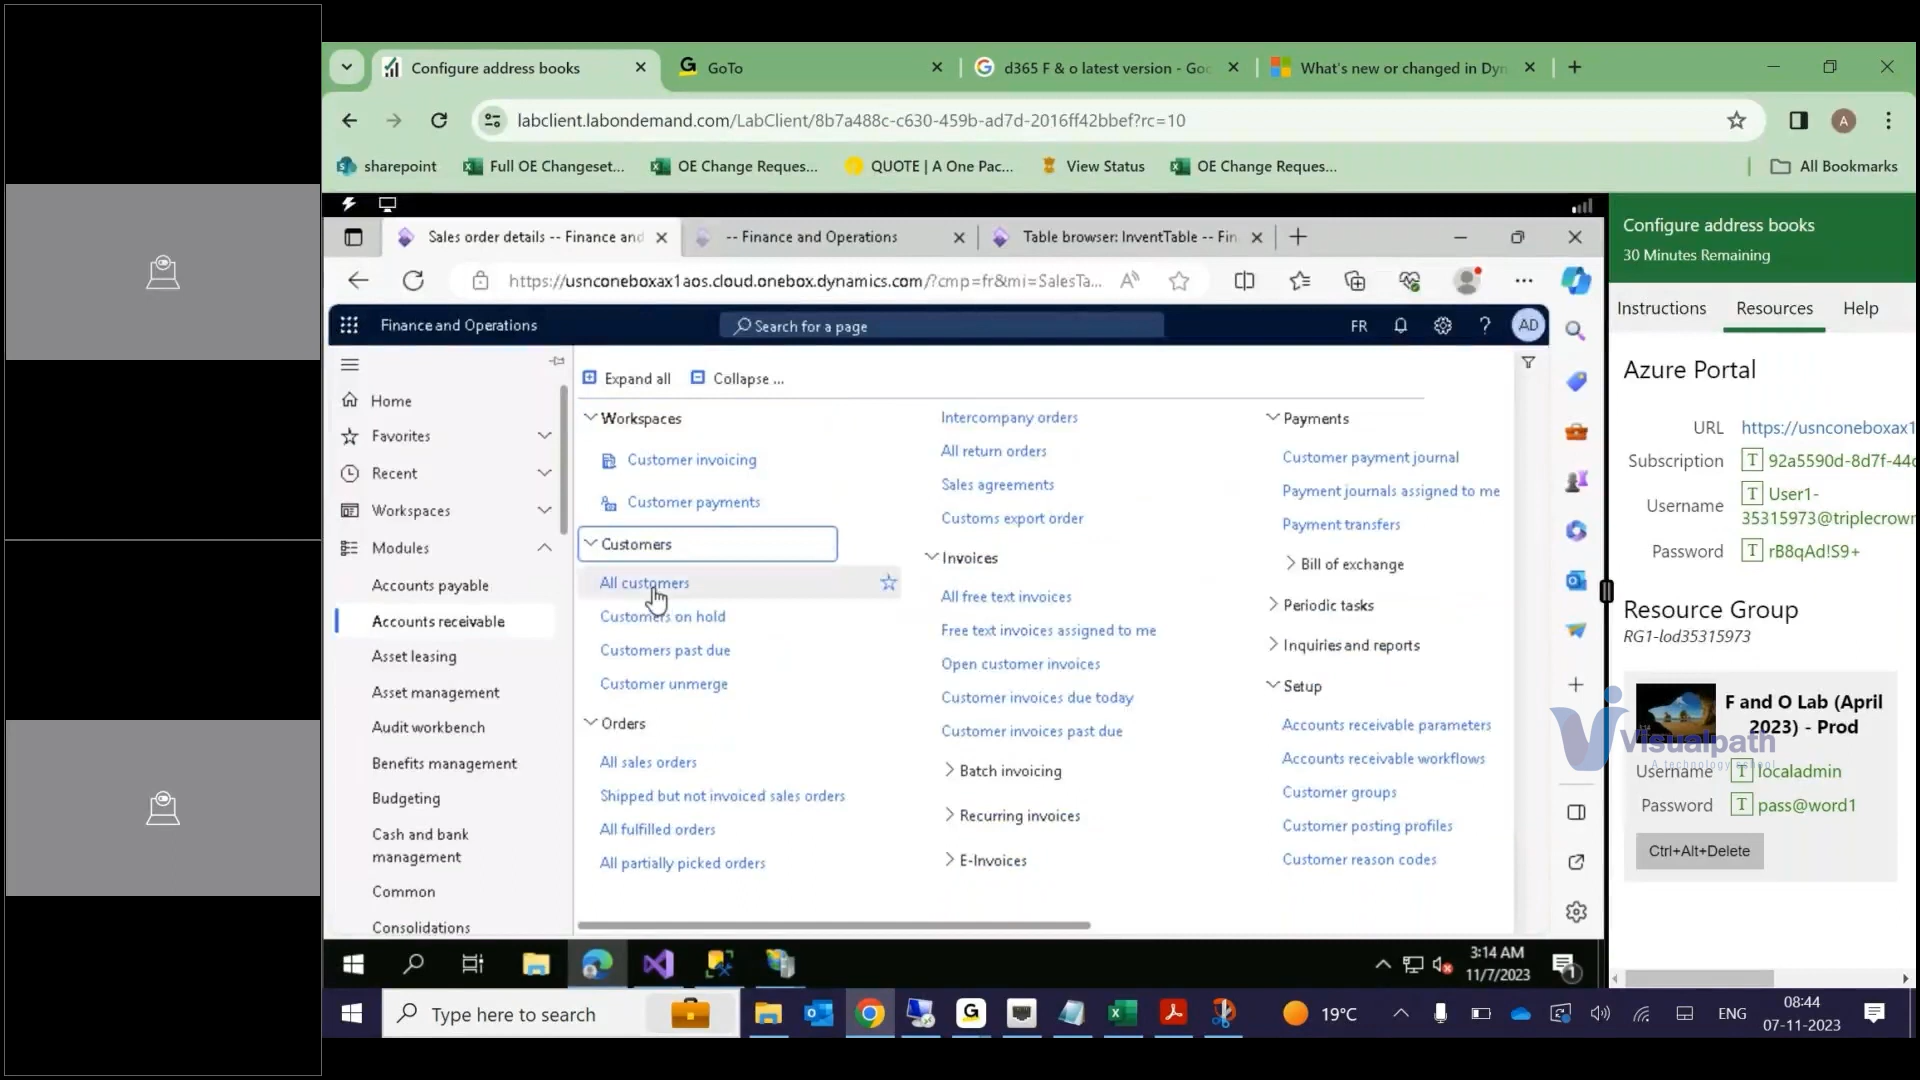 Configure address books
GoTo
d365 F & o latest version - Goo
What's new or changed in Dyn
labclient.labondemand.com/LabClient/8b7a488c-c630-459b-ad7d-2016ff42bbef?rc=10
A
sharepoint
Full OE Changeset...
OE Change Reques...
QUOTE | A One Pac...
View Status
OE Change Reques...
All Bookmarks
Sales order details -- Finance and
-- Finance and Operations
Table browser: InventTable -- Fin
https://usnconeboxax1aos.cloud.onebox.dynamics.com/?cmp=fr&mi=SalesTa...
Finance and Operations
Search for a page
FR
?
AD
Home
Favorites
Recent
Workspaces
Modules
Accounts payable
Accounts receivable
Asset leasing
Asset management
Audit workbench
Benefits management
Budgeting
Cash and bank
management
Common
Consolidations
Expand all
Collapse ...
Workspaces
Customer invoicing
Customer payments
Customers
All customers
Customers on hold
Customers past due
Customer unmerge
Orders
All sales orders
Shipped but not invoiced sales orders
All fulfilled orders
All partially picked orders
Intercompany orders
All return orders
Sales agreements
Customs export order
Invoices
All free text invoices
Free text invoices assigned to me
Open customer invoices
Customer invoices due today
Customer invoices past due
Batch invoicing
Recurring invoices
E-Invoices
Payments
Customer payment journal
Payment journals assigned to me
Payment transfers
Bill of exchange
Periodic tasks
Inquiries and reports
Setup
Accounts receivable parameters
Accounts receivable workflows
Customer groups
Customer posting profiles
Customer reason codes
Configure address books
30 Minutes Remaining
Instructions
Resources
Help
Azure Portal
URL
https://usnconeboxax1
Subscription
T 92a5590d-8d7f-44c
Username
T User1-
35315973@triplecrown
Password
T rB8qAd!S9+
Resource Group
RG1-lod35315973
F and O Lab (April
2023) - Prod
Visualpath
A technology school
Username
T localadmin
Password
T pass@word1
Ctrl+Alt+Delete
3:14 AM
11/7/2023
1
Type here to search
19°C
ENG
08:44
07-11-2023